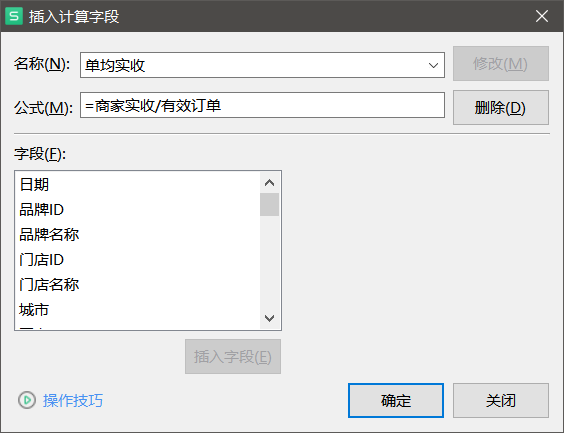 S 插入计算字段
名称(N): 单均实收 修改(M)
公式(M): =商家实收/有效订单 删除(D)
字段(F):
日期
品牌ID
品牌名称
门店ID
门店名称
城市
插入字段(E)
操作技巧 确定 关闭